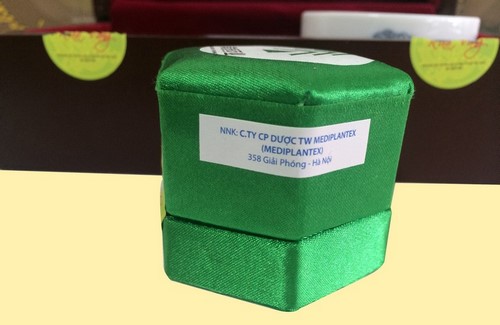 NNK: C.TY CP DƯỢC TW MEDIPLANTEX
(MEDIPLANTEX)
358 Giải Phóng - Hà Nội